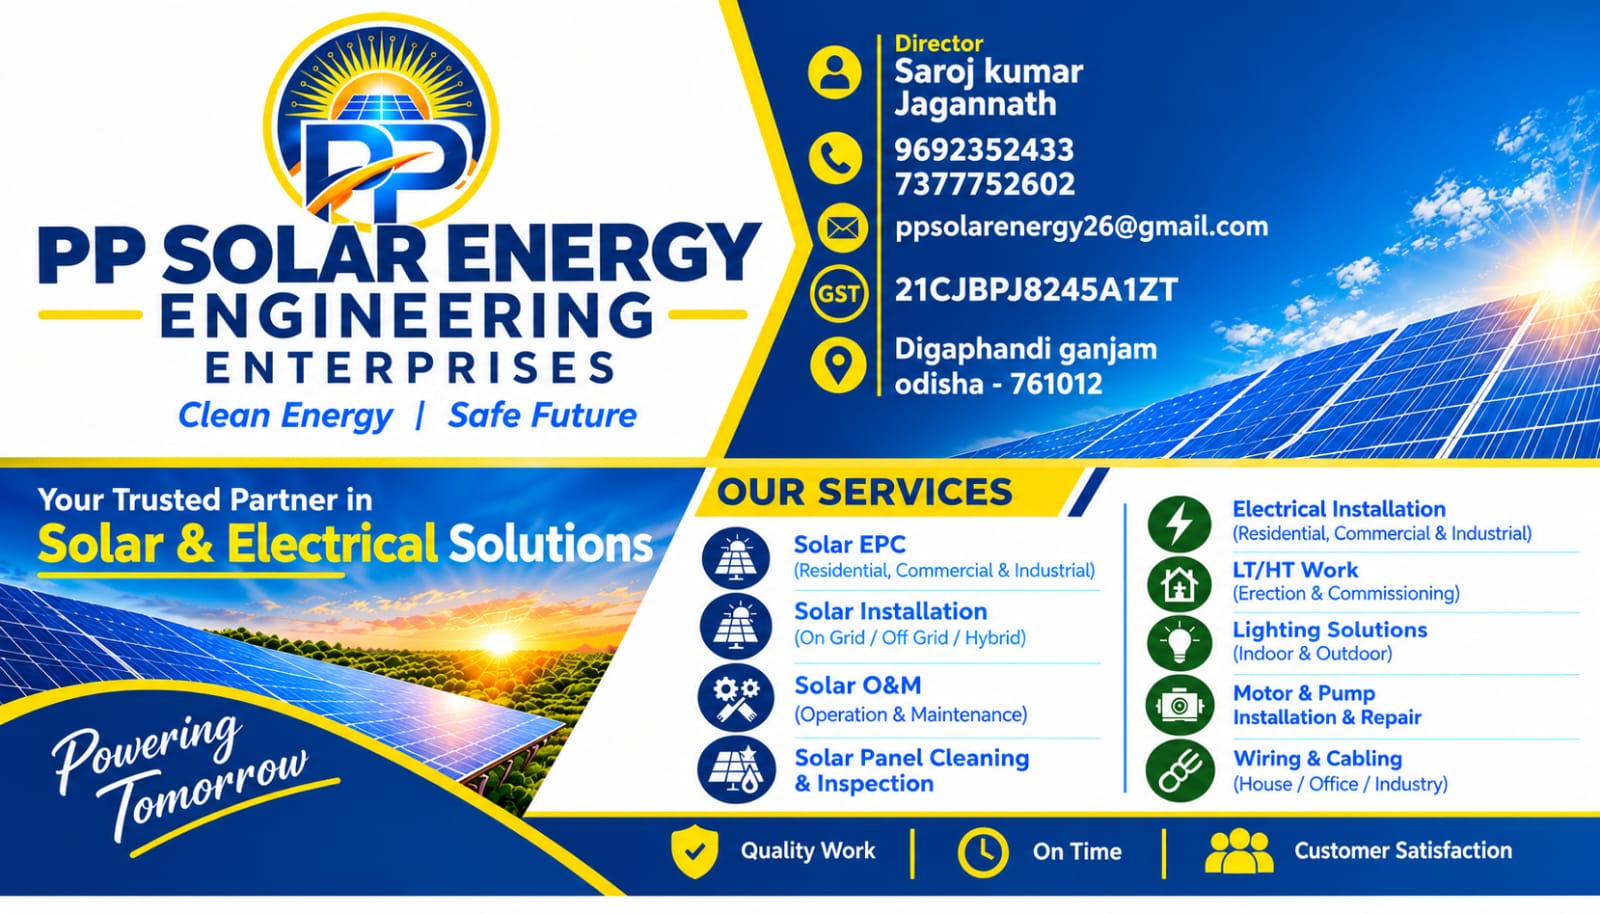 PP
PP SOLAR ENERGY
ENGINEERING
ENTERPRISES
Clean Energy | Safe Future
Director
Saroj kumar
Jagannath
9692352433
7377752602
ppsolarenergy26@gmail.com
GST
21CJBPJ8245A1ZT
Digaphandi ganjam
odisha - 761012
Your Trusted Partner in
Solar & Electrical Solutions
Powering
Tomorrow
OUR SERVICES
Solar EPC
(Residential, Commercial & Industrial)
Solar Installation
(On Grid / Off Grid / Hybrid)
Solar O&M
(Operation & Maintenance)
Solar Panel Cleaning
& Inspection
Electrical Installation
(Residential, Commercial & Industrial)
LT/HT Work
(Erection & Commissioning)
Lighting Solutions
(Indoor & Outdoor)
Motor & Pump
Installation & Repair
Wiring & Cabling
(House / Office / Industry)
Quality Work | On Time | Customer Satisfaction